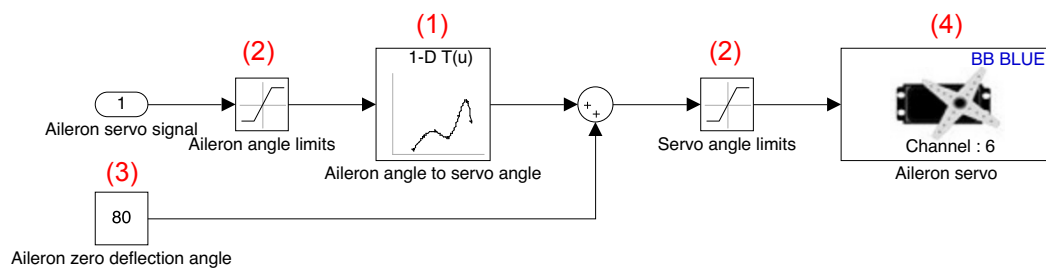 (1)
(4)
(2)
(2)
1-D T(u)
BB BLUE
1
Aileron servo signal
Aileron angle limits
Servo angle limits
Channel : 6
Aileron angle to servo angle
Aileron servo
(3)
80
Aileron zero deflection angle